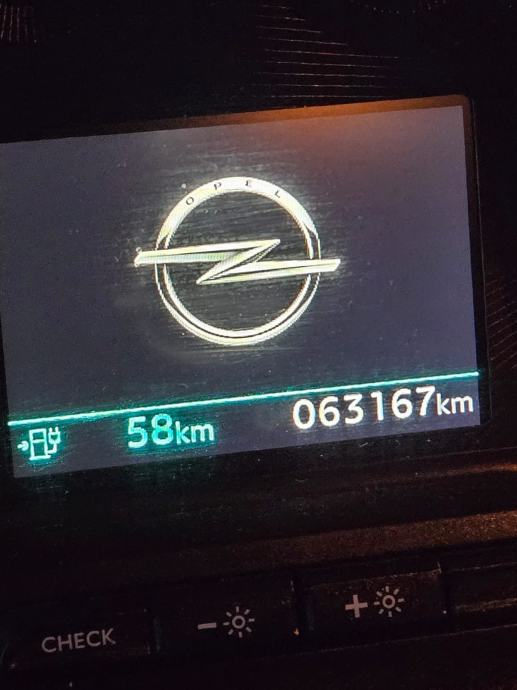 OPEL
58km
063167km
CHECK
-
+